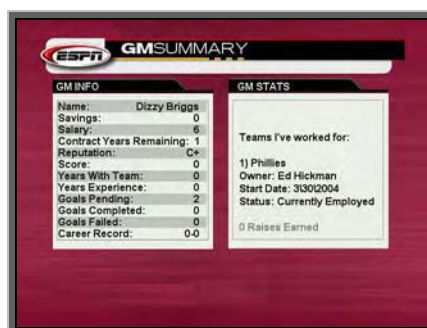 ESPN
GMSUMMARY
GM INFO
Name: Dizzy Briggs
Savings: 0
Salary: 6
Contract Years Remaining: 1
Reputation: C+
Score: 0
Years With Team: 0
Years Experience: 0
Goals Pending: 2
Goals Completed: 0
Goals Failed: 0
Career Record: 0-0
GM STATS
Teams I've worked for:
1) Phillies
Owner: Ed Hickman
Start Date: 3\30\2004
Status: Currently Employed
0 Raises Earned